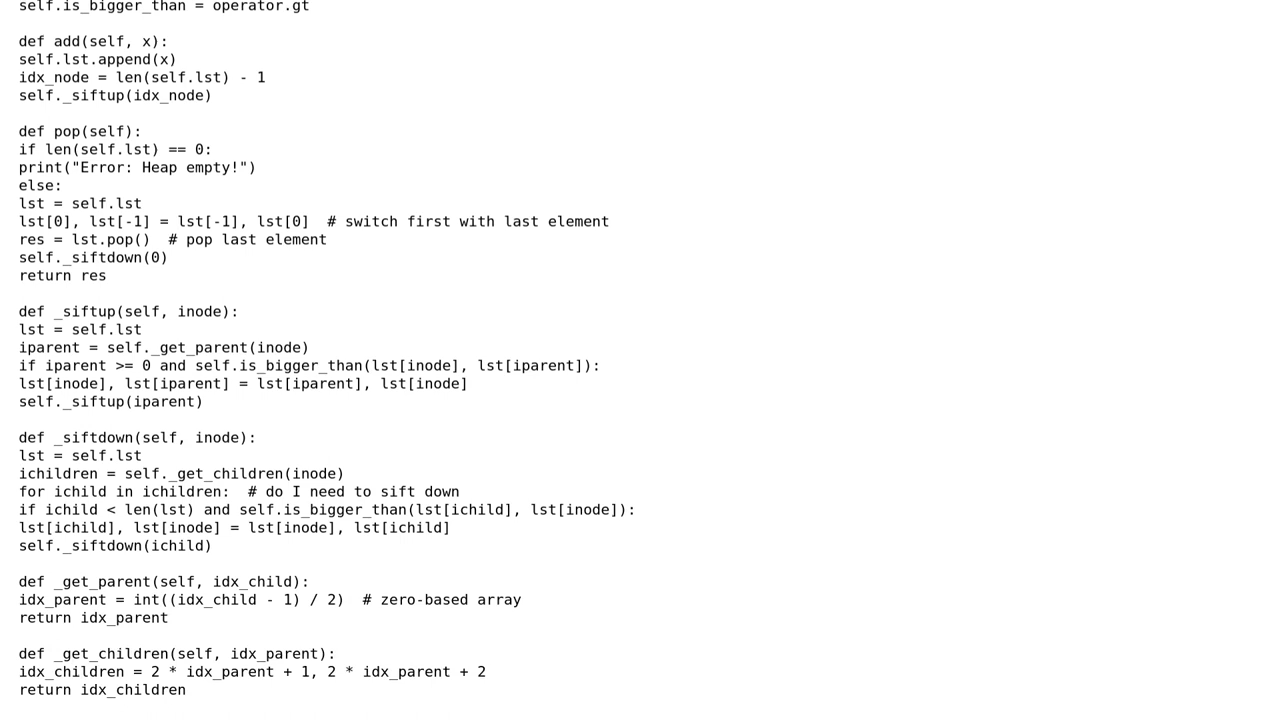 self.is_bigger_than = operator.gt

def add(self, x):
self.lst.append(x)
idx_node = len(self.lst) - 1
self._siftup(idx_node)

def pop(self):
if len(self.lst) == 0:
print("Error: Heap empty!")
else:
lst = self.lst
lst[0], lst[-1] = lst[-1], lst[0]  # switch first with last element
res = lst.pop()  # pop last element
self._siftdown(0)
return res

def _siftup(self, inode):
lst = self.lst
iparent = self._get_parent(inode)
if iparent >= 0 and self.is_bigger_than(lst[inode], lst[iparent]):
lst[inode], lst[iparent] = lst[iparent], lst[inode]
self._siftup(iparent)

def _siftdown(self, inode):
lst = self.lst
ichildren = self._get_children(inode)
for ichild in ichildren:  # do I need to sift down
if ichild < len(lst) and self.is_bigger_than(lst[ichild], lst[inode]):
lst[ichild], lst[inode] = lst[inode], lst[ichild]
self._siftdown(ichild)

def _get_parent(self, idx_child):
idx_parent = int((idx_child - 1) / 2)  # zero-based array
return idx_parent

def _get_children(self, idx_parent):
idx_children = 2 * idx_parent + 1, 2 * idx_parent + 2
return idx_children